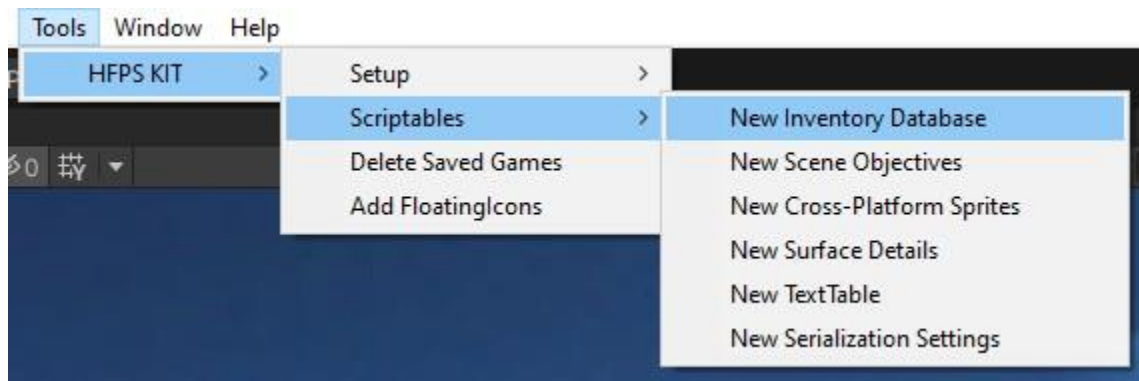 Tools Window Help
HFPS KIT
Setup
Scriptables
Delete Saved Games
Add FloatingIcons
New Inventory Database
New Scene Objectives
New Cross-Platform Sprites
New Surface Details
New TextTable
New Serialization Settings
0
Y